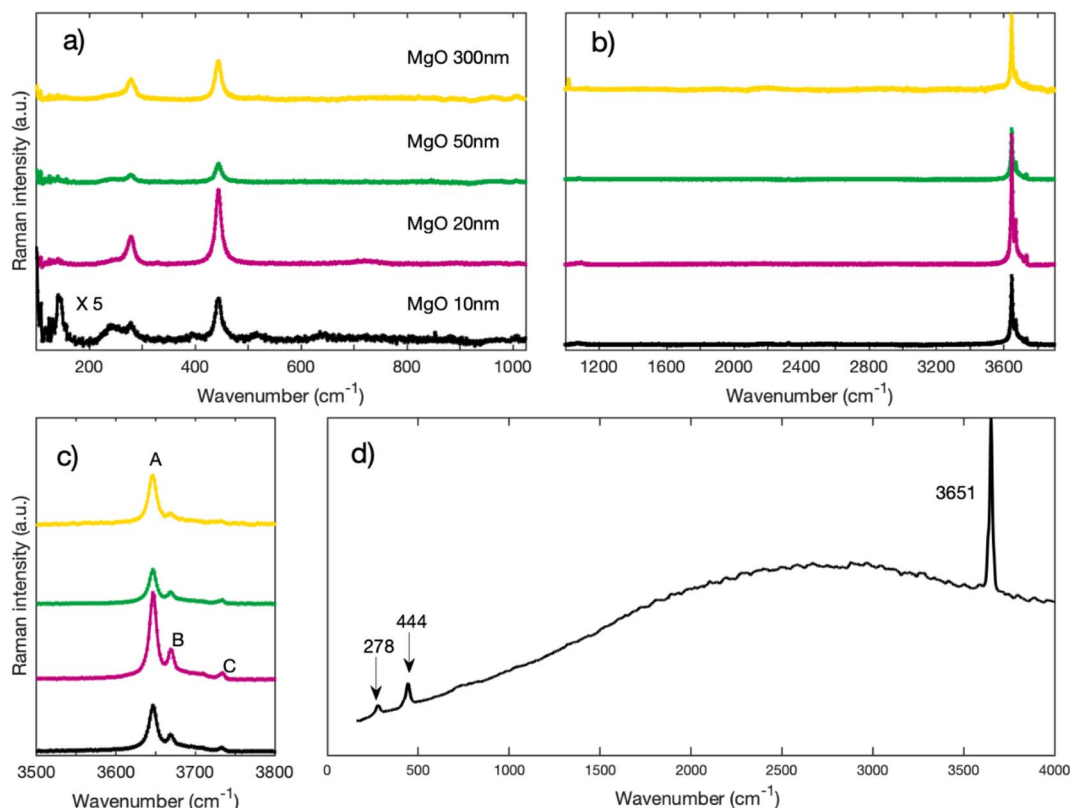 a)
MgO 300nm
MgO 50nm
MgO 20nm
X 5
MgO 10nm
Raman intensity (a.u.)
200 400 600 800 1000
Wavenumber (cm⁻¹)
b)
1200 1600 2000 2400 2800 3200 3600
Wavenumber (cm⁻¹)
c)
A
B
C
Raman intensity (a.u.)
3500 3600 3700 3800
Wavenumber (cm⁻¹)
d)
3651
444
278
0 500 1000 1500 2000 2500 3000 3500 4000
Wavenumber (cm⁻¹)